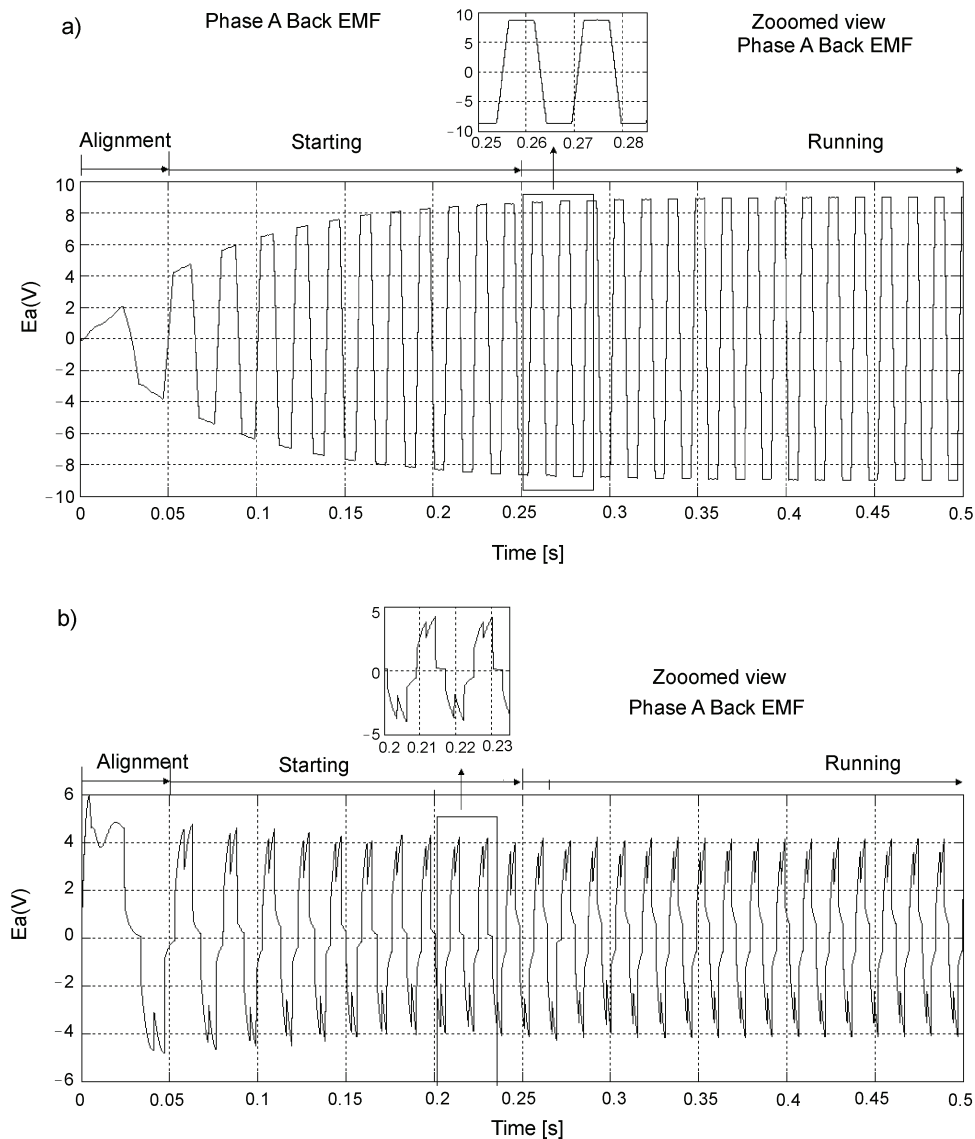 a)
Phase A Back EMF
Zooomed view
Phase A Back EMF
10
5
0
−5
−10
0.25 0.26 0.27 0.28
Alignment
Starting
Running
10
8
6
4
2
0
−2
−4
−6
−8
−10
Ea(V)
0 0.05 0.1 0.15 0.2 0.25 0.3 0.35 0.4 0.45 0.5
Time [s]
b)
Zooomed view
Phase A Back EMF
5
0
−5
0.2 0.21 0.22 0.23
Alignment
Starting
Running
6
4
2
0
−2
−4
−6
Ea(V)
0 0.05 0.1 0.15 0.2 0.25 0.3 0.35 0.4 0.45 0.5
Time [s]